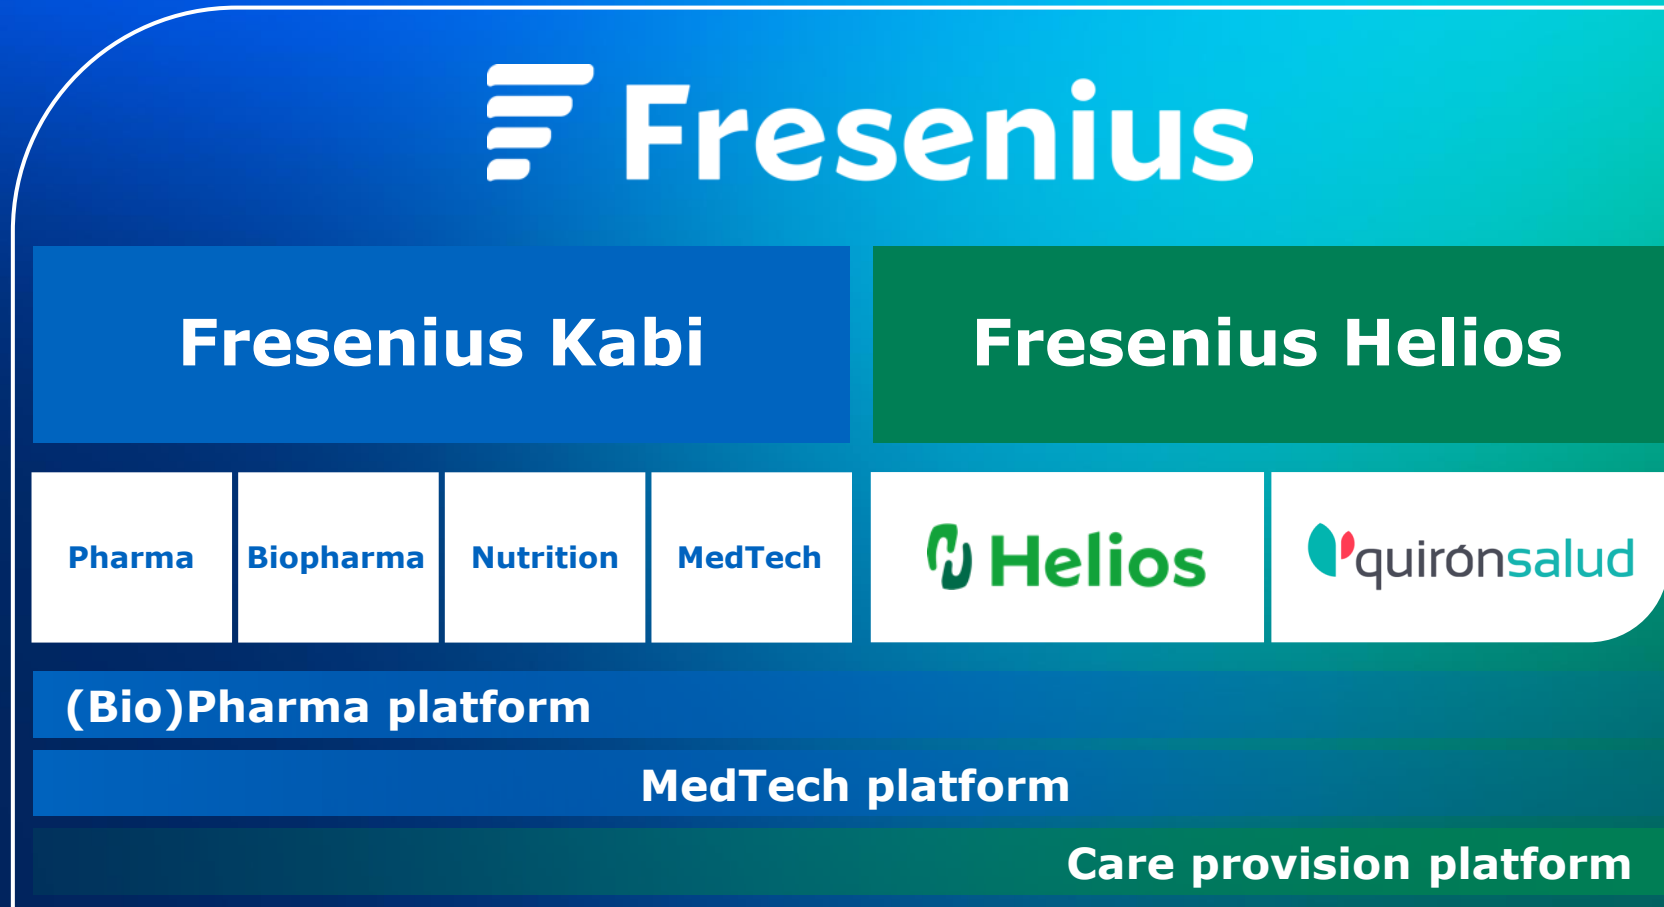 Fresenius
Fresenius Kabi
Fresenius Helios
Pharma
Biopharma
Nutrition
MedTech
Helios
quirónsalud
(Bio)Pharma platform
MedTech platform
Care provision platform